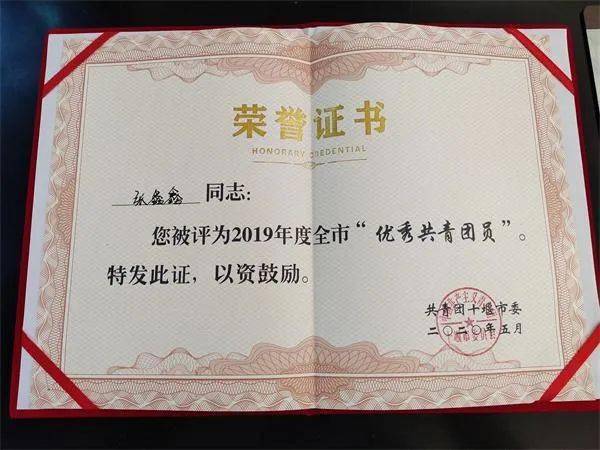 荣誉证书
HONORARY CREDENTIAL
张鑫鑫 同志:
您被评为2019年度全市“优秀共青团员”。
特发此证，以资鼓励。
共青团十堰市委
二〇二〇年五月